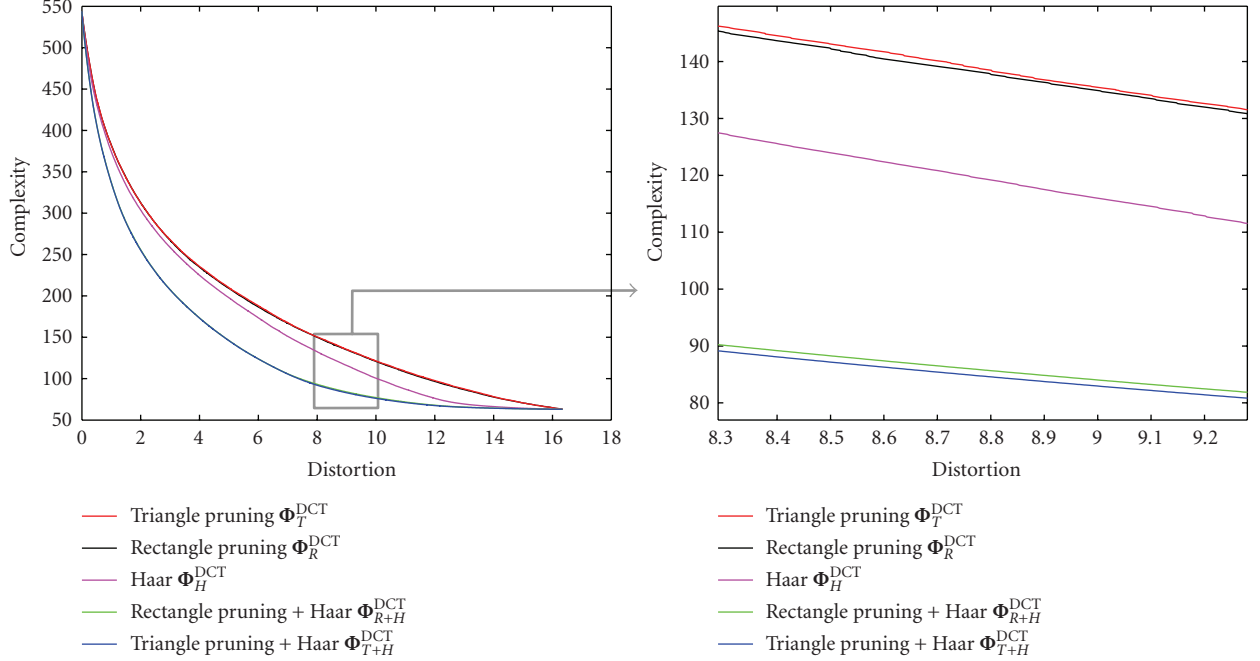 550
500
450
400
350
300
250
200
150
100
50
Complexity
0 2 4 6 8 10 12 14 16 18
Distortion
Triangle pruning Φ_T^DCT
Rectangle pruning Φ_R^DCT
Haar Φ_H^DCT
Rectangle pruning + Haar Φ_{R+H}^DCT
Triangle pruning + Haar Φ_{T+H}^DCT
140
130
120
110
100
90
80
Complexity
8.3 8.4 8.5 8.6 8.7 8.8 8.9 9 9.1 9.2
Distortion
Triangle pruning Φ_T^DCT
Rectangle pruning Φ_R^DCT
Haar Φ_H^DCT
Rectangle pruning + Haar Φ_{R+H}^DCT
Triangle pruning + Haar Φ_{T+H}^DCT